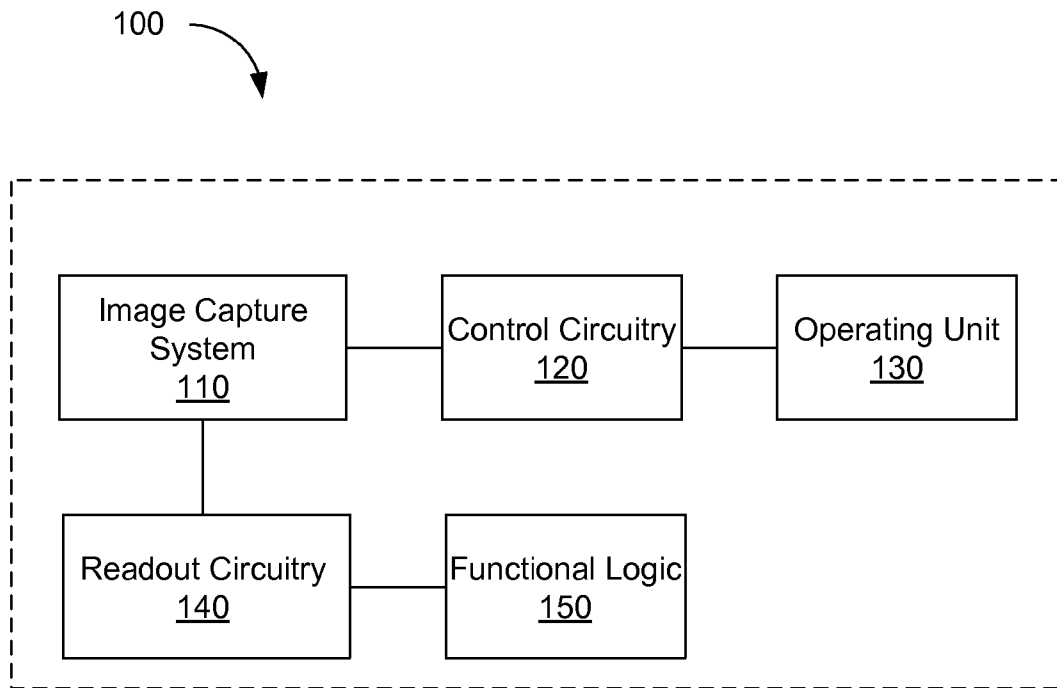 100
Image Capture
System
110
Control Circuitry
120
Operating Unit
130
Readout Circuitry
140
Functional Logic
150